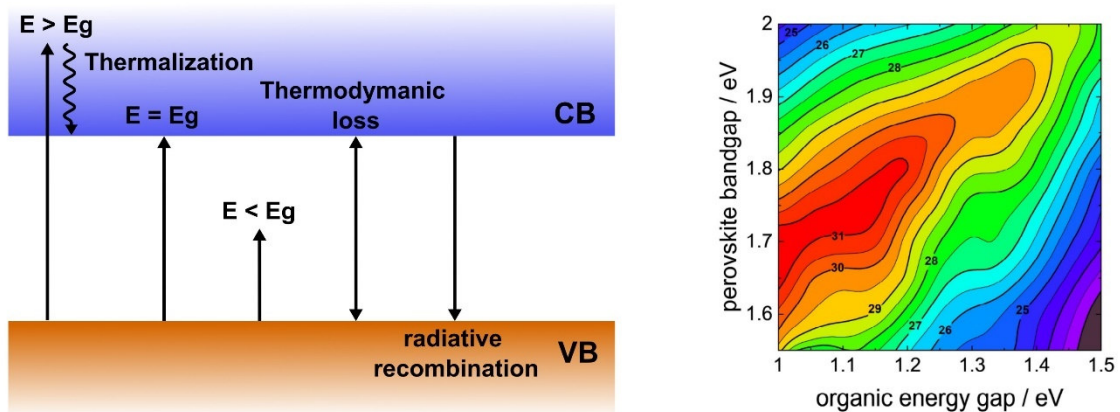 E > Eg
Thermalization
E = Eg
Thermodymanic
loss
CB
E < Eg
radiative
recombination
VB
perovskite bandgap / eV
2
1.9
1.8
1.7
1.6
25
26
27
28
31
30
29
28
27
26
25
1
1.1
1.2
1.3
1.4
1.5
organic energy gap / eV